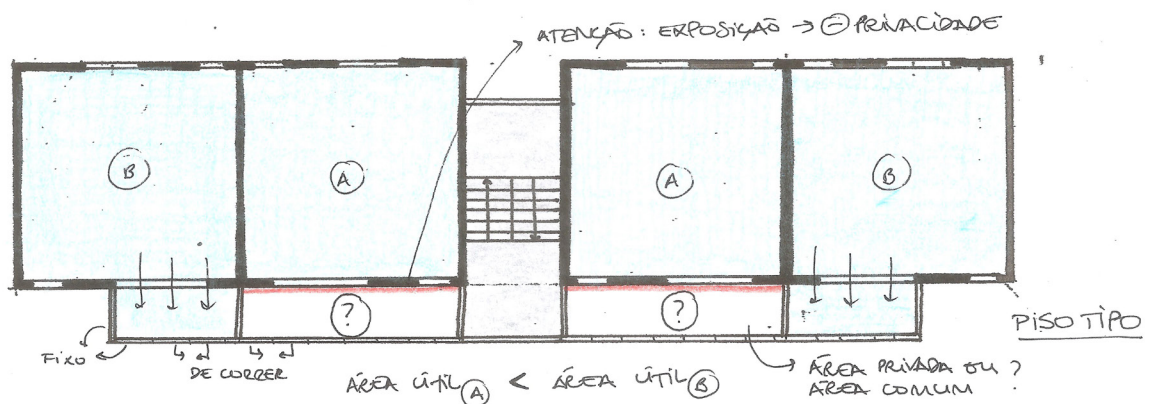 ATENÇÃO: EXPOSIÇÃO → ⊖ PRIVACIDADE
B
A
A
B
?
?
PISO TIPO
FIXO
DE CORRER
ÁREA ÚTIL A < ÁREA ÚTIL B
ÁREA PRIVADA OU
ÁREA COMUM ?